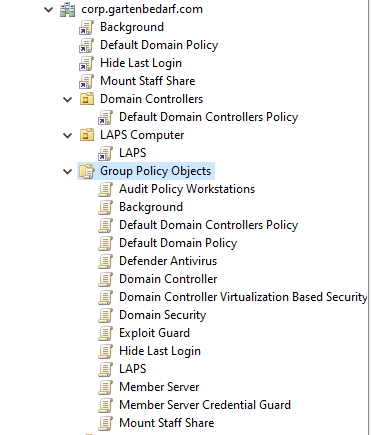 corp.gartenbedarf.com
Background
Default Domain Policy
Hide Last Login
Mount Staff Share
Domain Controllers
Default Domain Controllers Policy
LAPS Computer
LAPS
Group Policy Objects
Audit Policy Workstations
Background
Default Domain Controllers Policy
Default Domain Policy
Defender Antivirus
Domain Controller
Domain Controller Virtualization Based Security
Domain Security
Exploit Guard
Hide Last Login
LAPS
Member Server
Member Server Credential Guard
Mount Staff Share